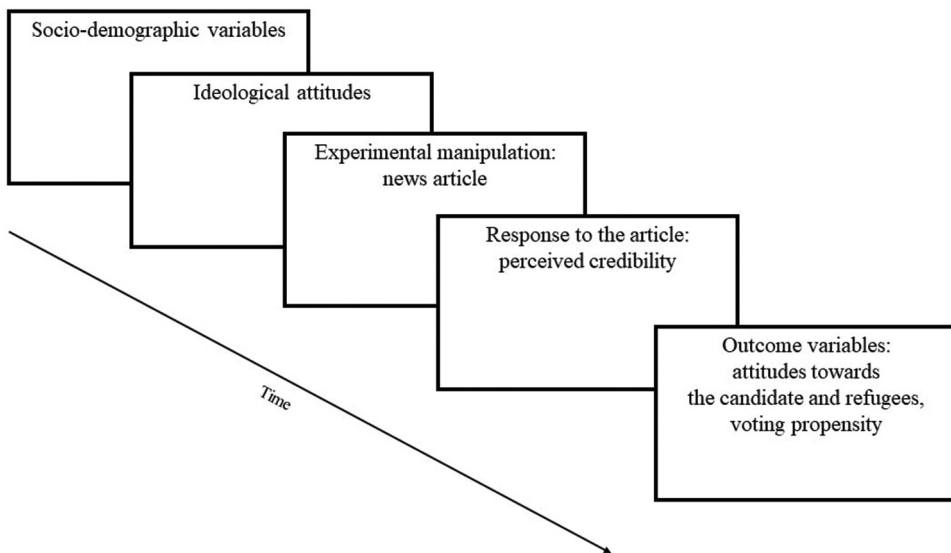 Socio-demographic variables
Ideological attitudes
Experimental manipulation:
news article
Response to the article:
perceived credibility
Outcome variables:
attitudes towards
the candidate and refugees,
voting propensity
Time